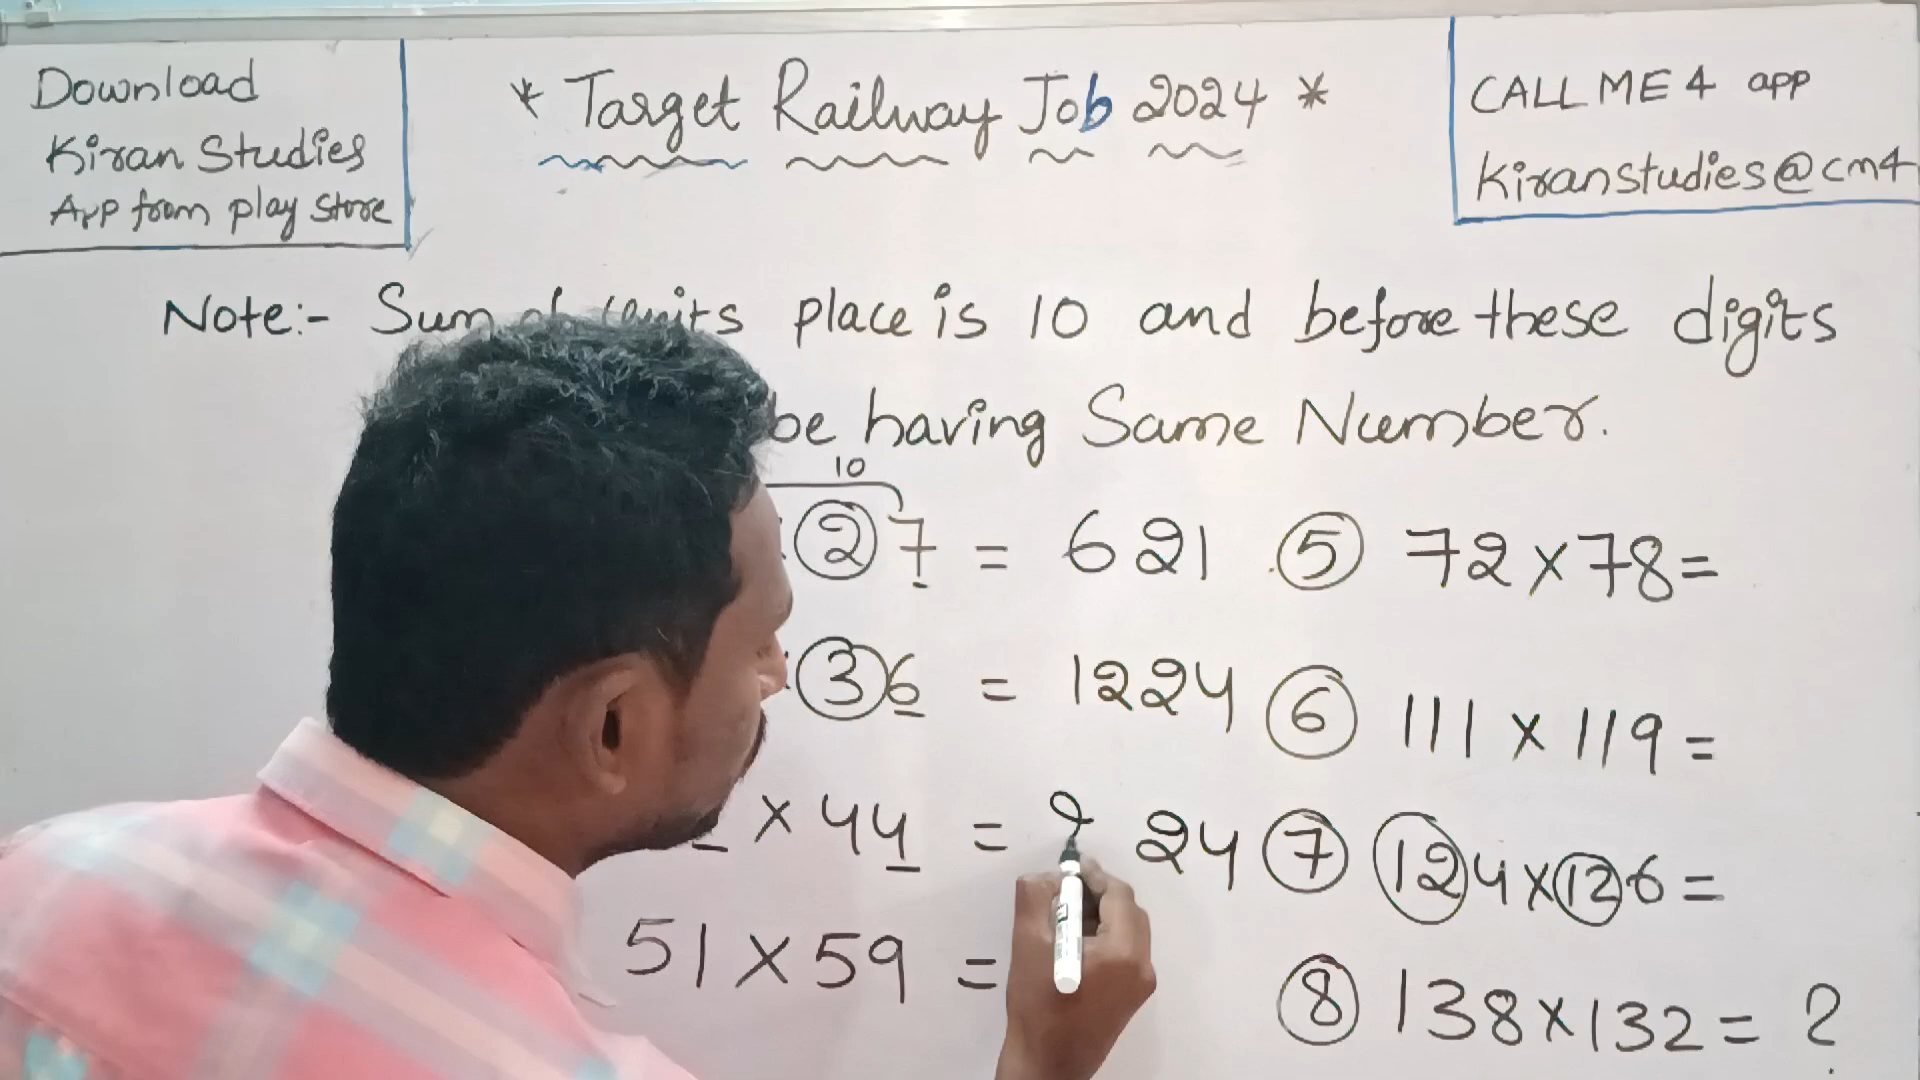 Download
Kiran Studies
App from play store
* Target Railway Job 2024 *
CALL ME 4 app
Kiranstudies@cm4
Note:- Sum of units place is 10 and before these digits
be having Same Number.
10
②7 = 621
③6 = 1224
× 44 = 24
51 × 59 =
⑤ 72 × 78 =
⑥ 111 × 119 =
⑦ 124 × 126 =
⑧ 138 × 132 = ?